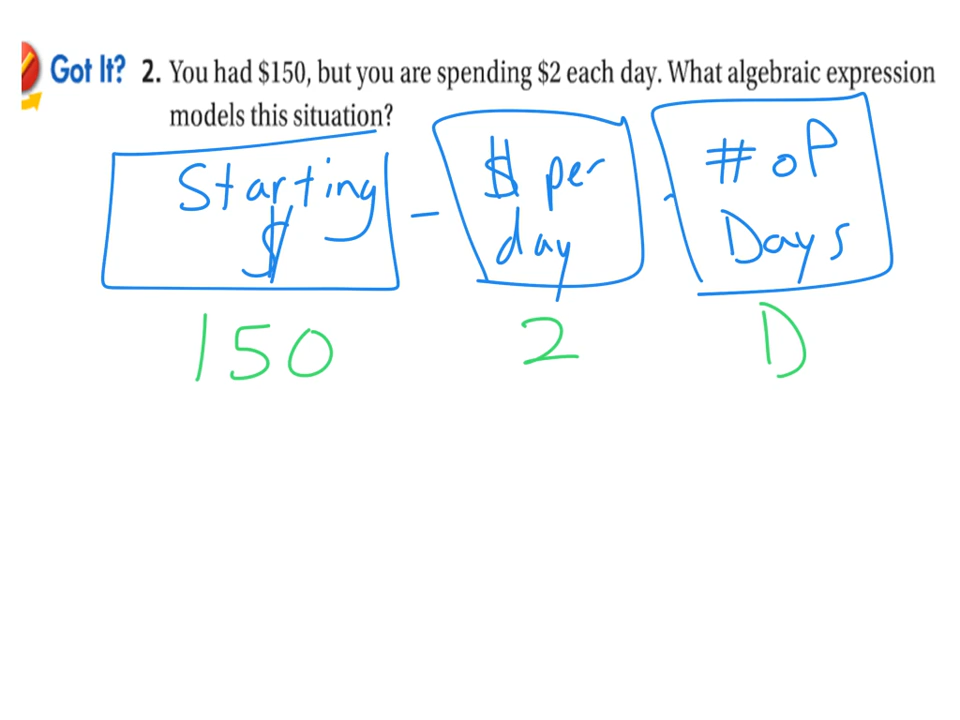 Got It? 2. You had $150, but you are spending $2 each day. What algebraic expression
models this situation?
Starting $ – $ per day · # of Days
150 2 D